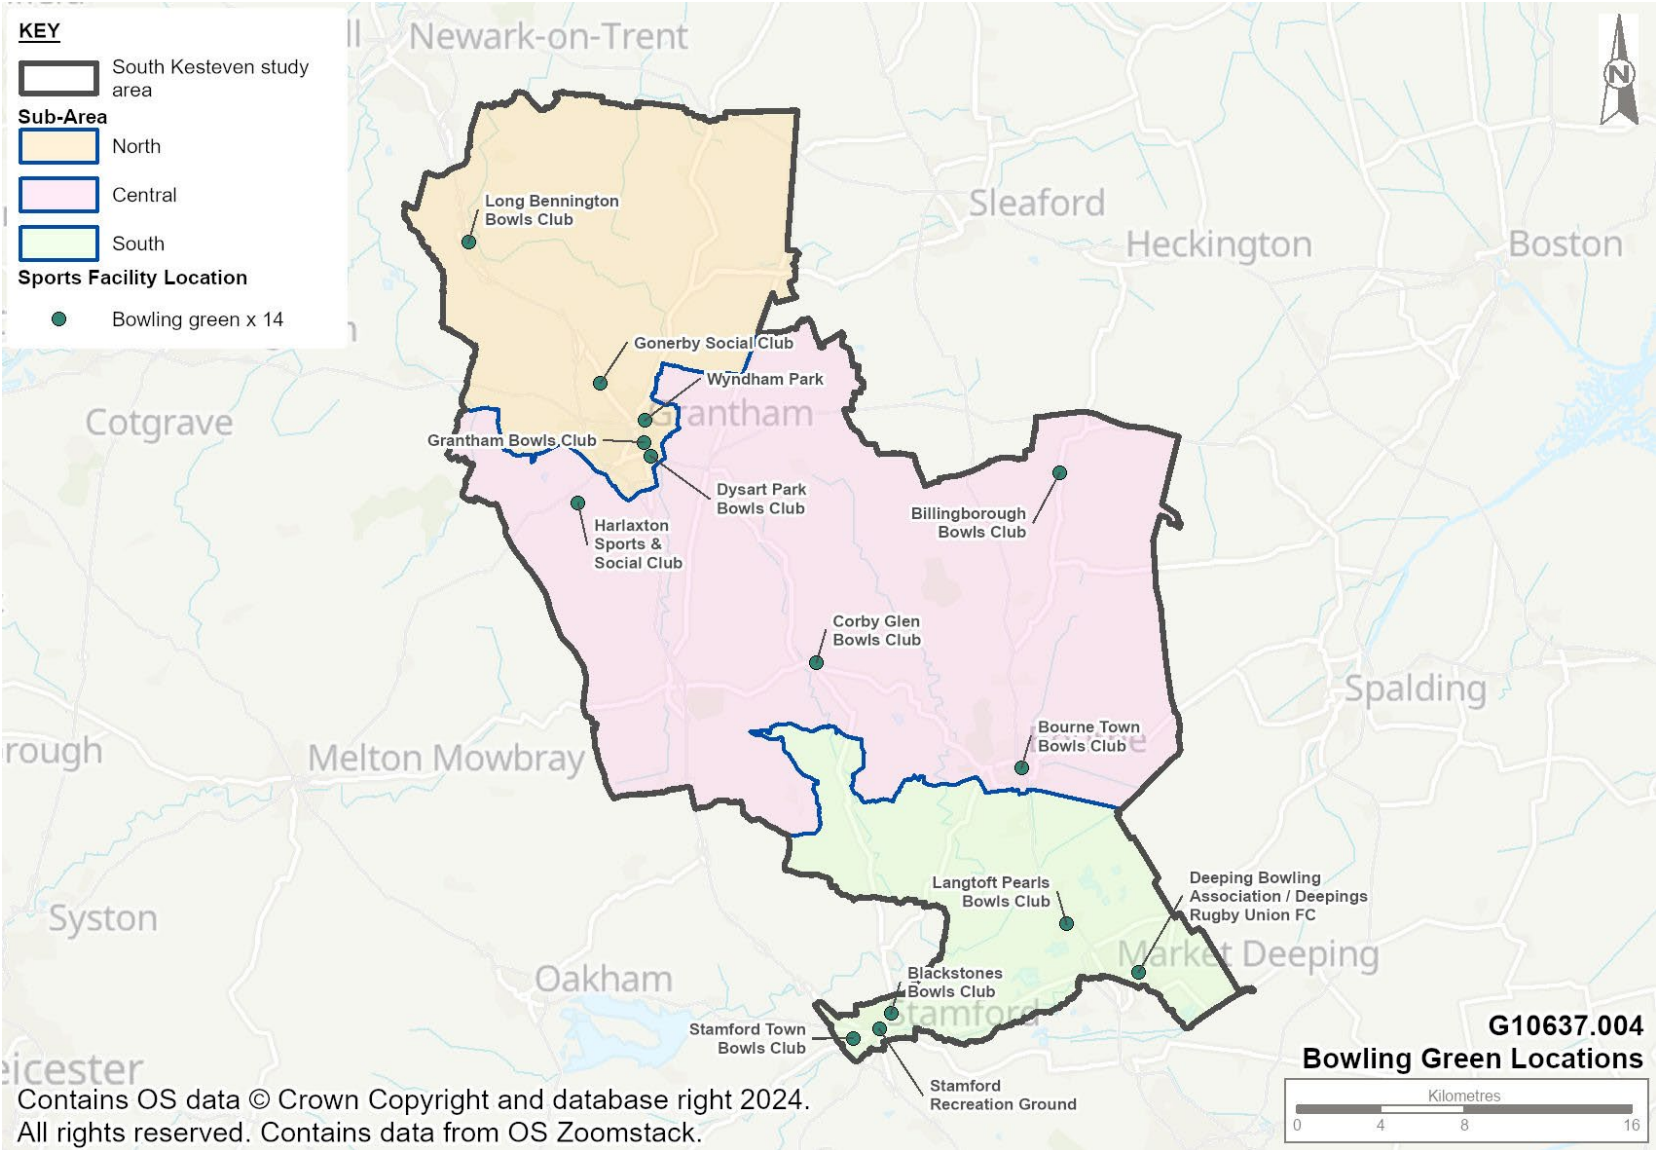 KEY
South Kesteven study
area
Sub-Area
North
Central
South
Sports Facility Location
Bowling green x 14
Newark-on-Trent
Sleaford
Heckington
Boston
Long Bennington
Bowls Club
Gonerby Social Club
Wyndham Park
Grantham
Cotgrave
Grantham Bowls Club
Dysart Park
Bowls Club
Billingborough
Bowls Club
Harlaxton
Sports &
Social Club
Corby Glen
Bowls Club
Spalding
Bourne Town
Bowls Club
rough
Melton Mowbray
Langtoft Pearls
Bowls Club
Deeping Bowling
Association / Deepings
Rugby Union FC
Market Deeping
Syston
Oakham
Blackstones
Bowls Club
Stamford
Stamford Town
Bowls Club
Stamford
Recreation Ground
eicester
G10637.004
Bowling Green Locations
Kilometres
0 4 8 16
N
Contains OS data © Crown Copyright and database right 2024.
All rights reserved. Contains data from OS Zoomstack.